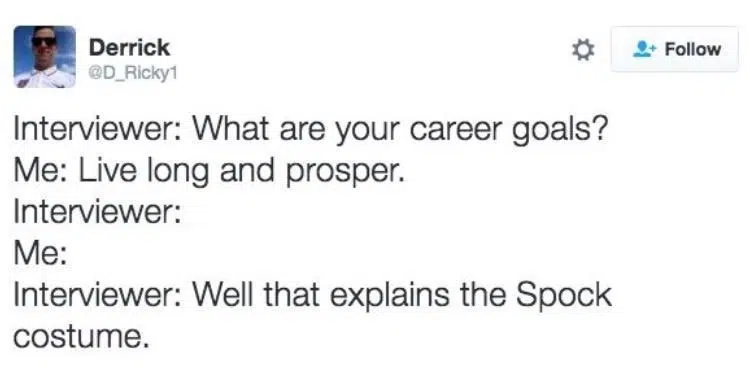 Derrick
@D_Ricky1
Follow
Interviewer: What are your career goals?
Me: Live long and prosper.
Interviewer:
Me:
Interviewer: Well that explains the Spock
costume.